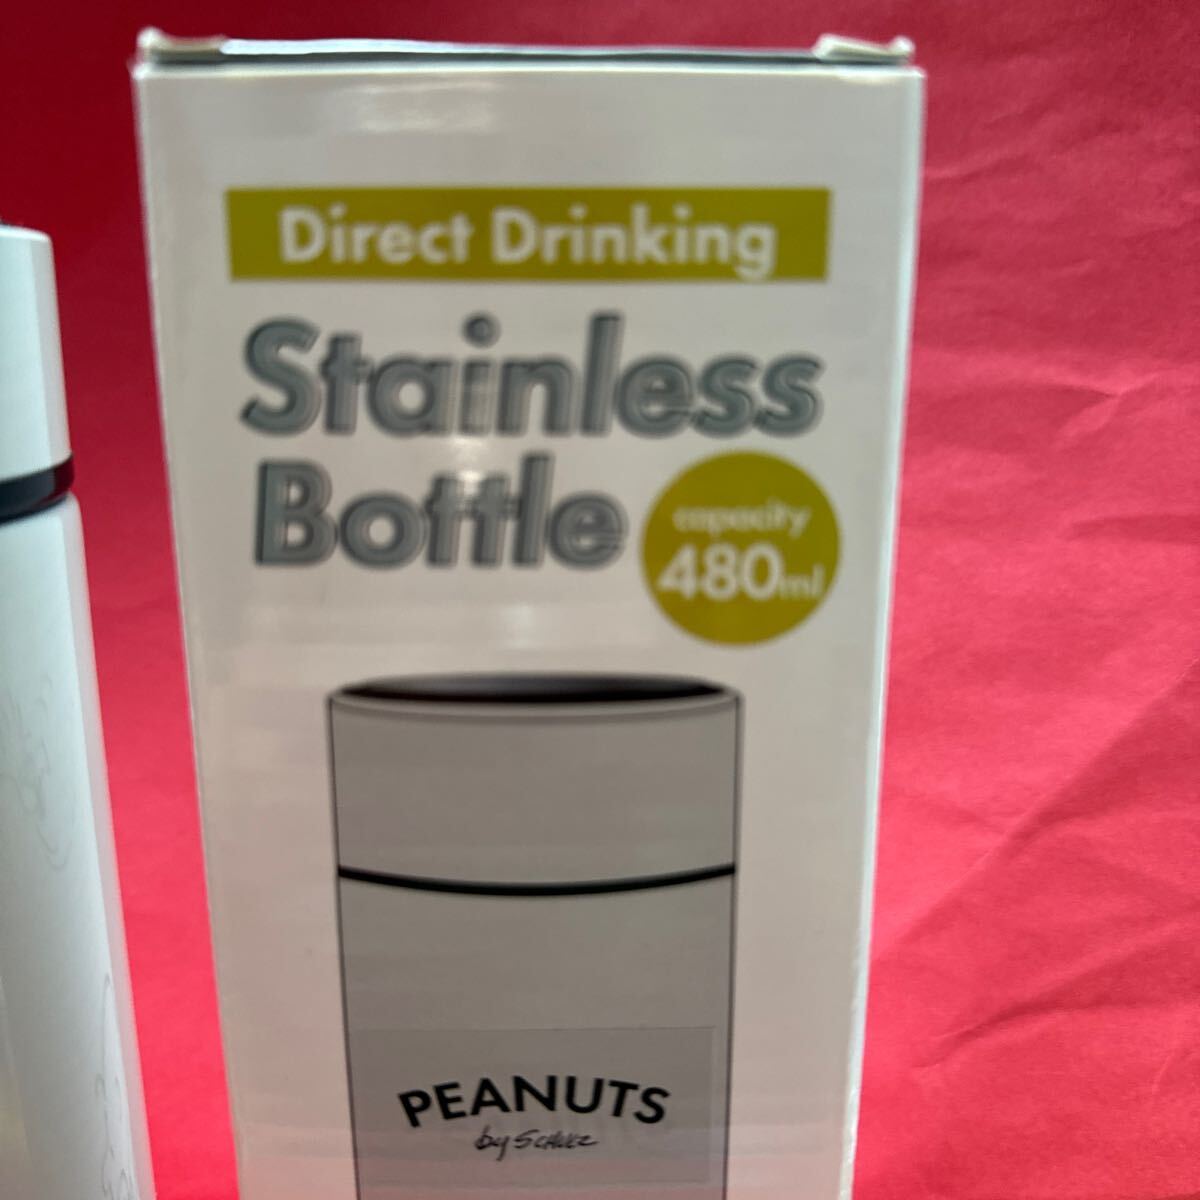 Direct Drinking
Stainless
Bottle
capacity
480ml
PEANUTS
by SCHULZ